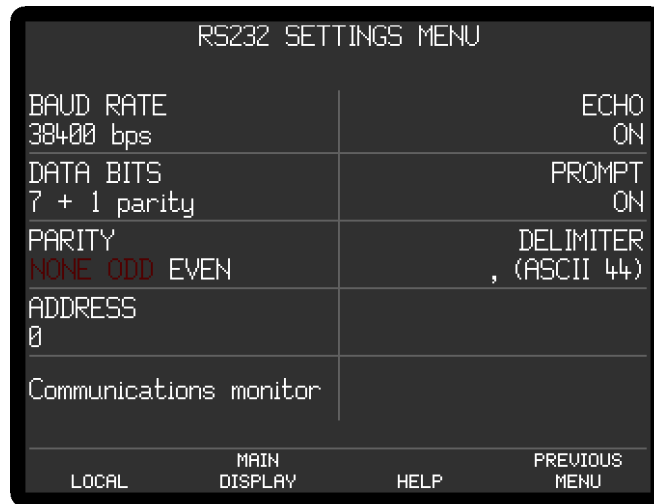 RS232 SETTINGS MENU
BAUD RATE
38400 bps
ECHO
ON
DATA BITS
7 + 1 parity
PROMPT
ON
PARITY
NONE ODD EVEN
DELIMITER
, (ASCII 44)
ADDRESS
0
Communications monitor
LOCAL
MAIN
DISPLAY
HELP
PREVIOUS
MENU